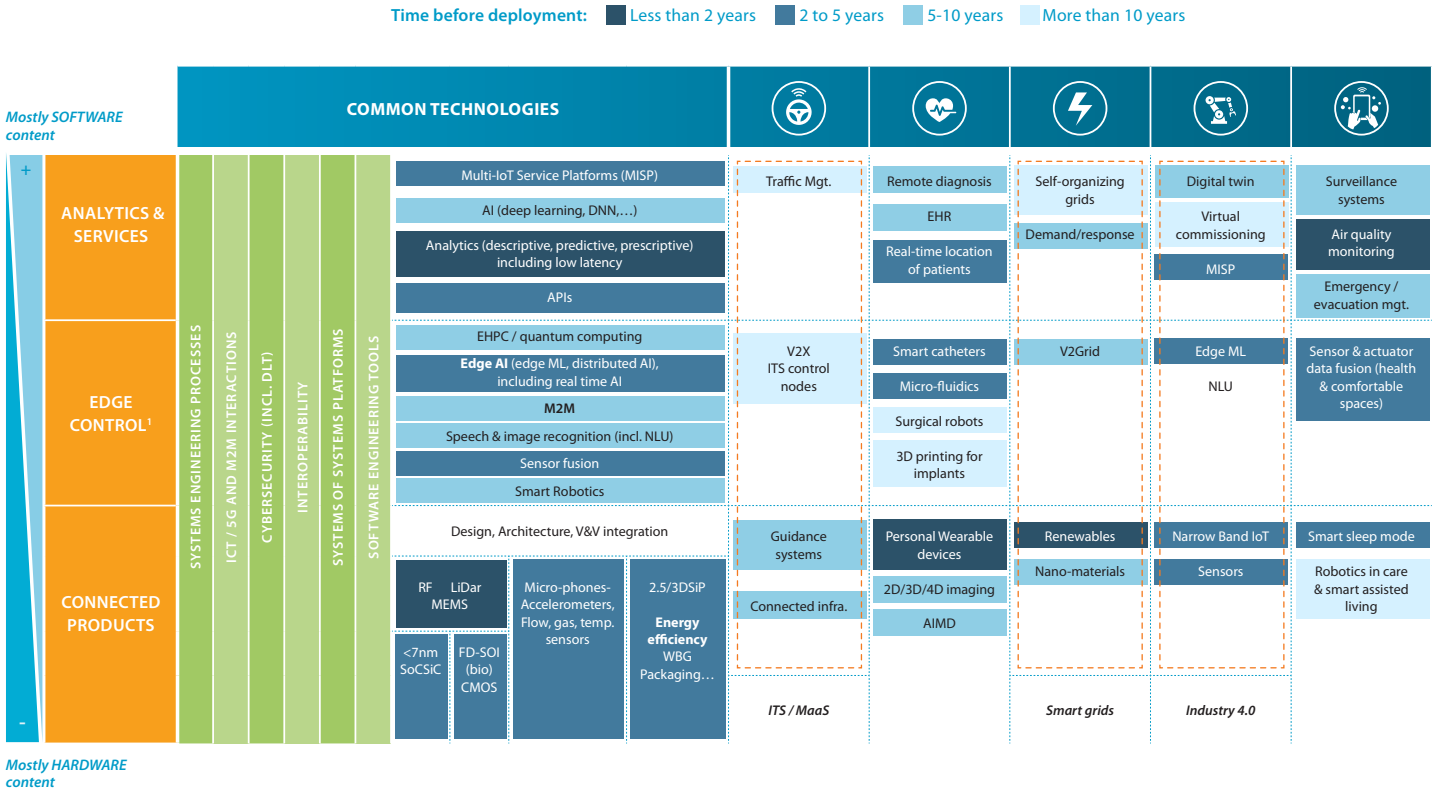 Time before deployment: Less than 2 years 2 to 5 years 5-10 years More than 10 years
Mostly SOFTWARE
content
COMMON TECHNOLOGIES
+
-
Mostly HARDWARE
content
ANALYTICS &
SERVICES
EDGE
CONTROL¹
CONNECTED
PRODUCTS
SYSTEMS ENGINEERING PROCESSES
ICT / 5G AND M2M INTERACTIONS
CYBERSECURITY (INCL. DLT)
INTEROPERABILITY
SYSTEMS OF SYSTEMS PLATFORMS
SOFTWARE ENGINEERING TOOLS
Multi-IoT Service Platforms (MISP)
AI (deep learning, DNN,…)
Analytics (descriptive, predictive, prescriptive)
including low latency
APIs
Traffic Mgt.
Remote diagnosis
EHR
Real-time location
of patients
Self-organizing
grids
Demand/response
Digital twin
Virtual
commissioning
MISP
Surveillance
systems
Air quality
monitoring
Emergency /
evacuation mgt.
EHPC / quantum computing
Edge AI (edge ML, distributed AI),
including real time AI
M2M
Speech & image recognition (incl. NLU)
Sensor fusion
Smart Robotics
V2X
ITS control
nodes
Smart catheters
Micro-fluidics
Surgical robots
3D printing for
implants
V2Grid
Edge ML
NLU
Sensor & actuator
data fusion (health
& comfortable
spaces)
Design, Architecture, V&V integration
RF LiDar
MEMS
<7nm
SoCSiC
FD-SOI
(bio)
CMOS
Micro-phones-
Accelerometers,
Flow, gas, temp.
sensors
2.5/3DSiP
Energy
efficiency
WBG
Packaging…
Guidance
systems
Connected infra.
Personal Wearable
devices
2D/3D/4D imaging
AIMD
Renewables
Nano-materials
Narrow Band IoT
Sensors
Smart sleep mode
Robotics in care
& smart assisted
living
ITS / MaaS
Smart grids
Industry 4.0